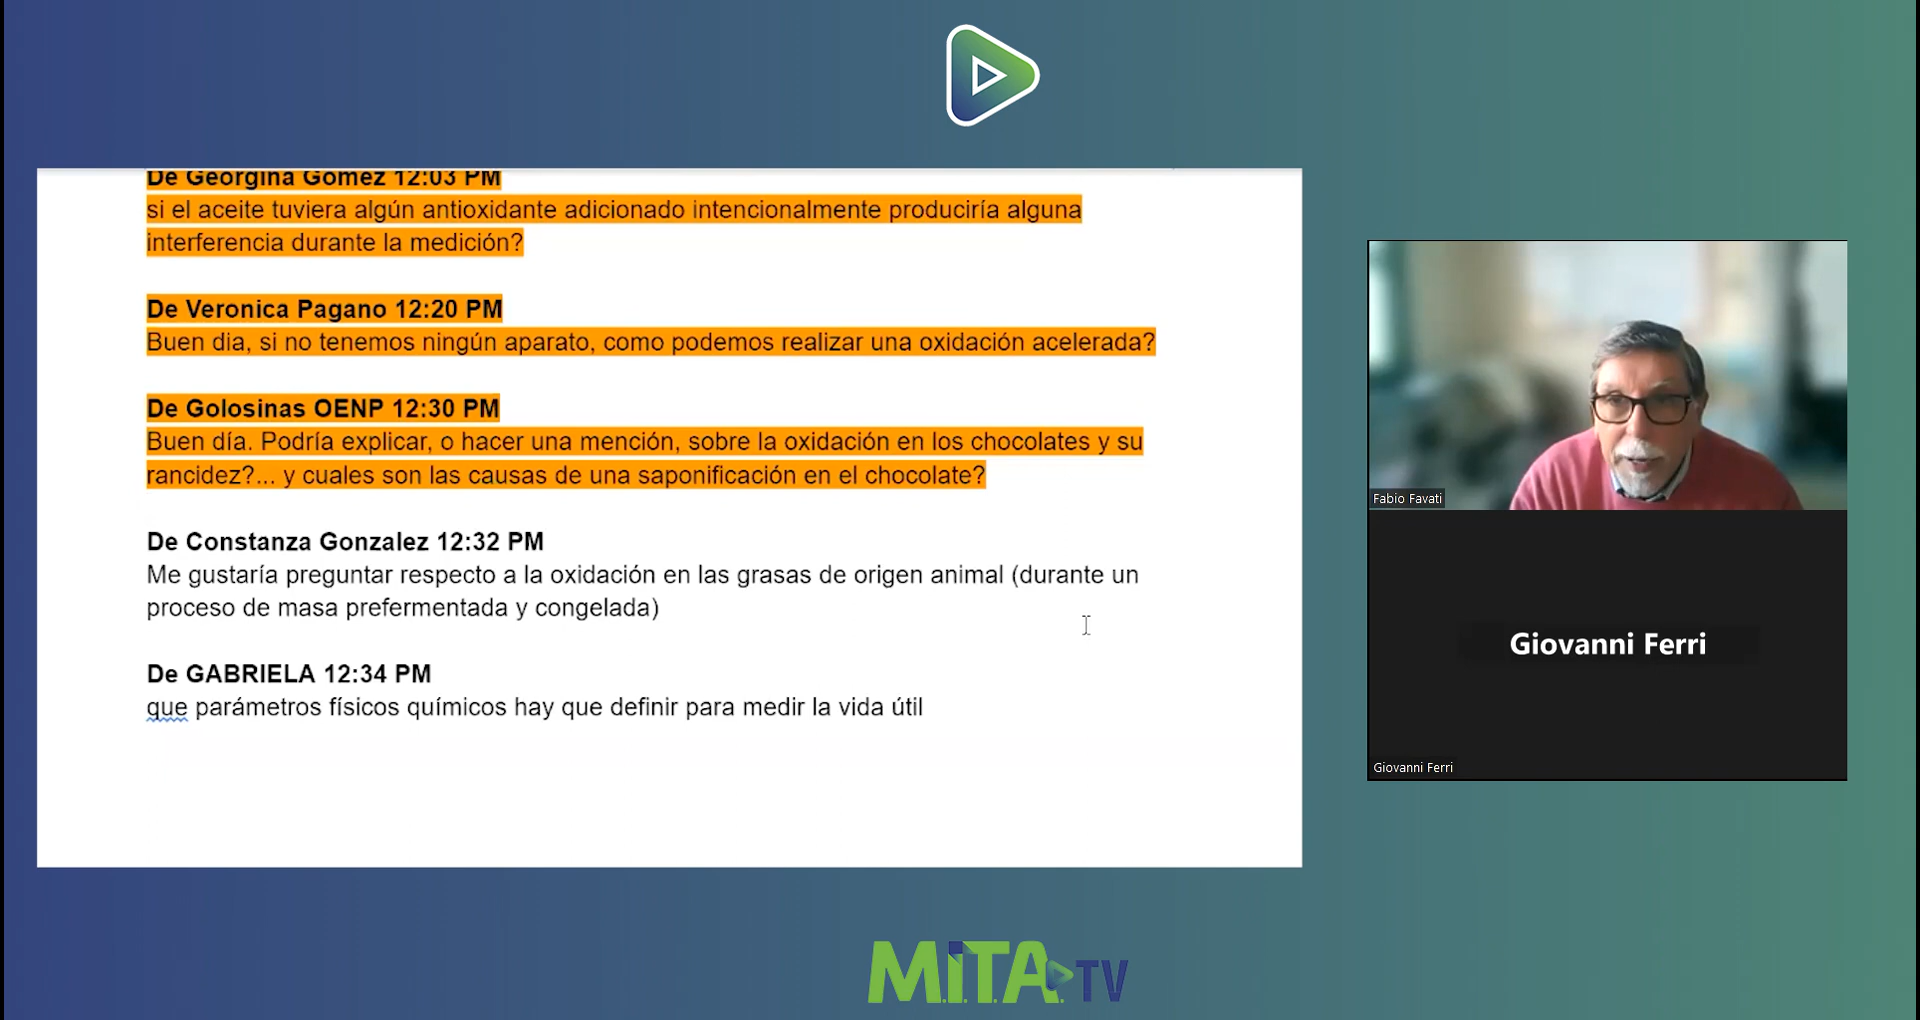 De Georgina Gomez 12:03 PM
si el aceite tuviera algún antioxidante adicionado intencionalmente produciría alguna
interferencia durante la medición?
De Veronica Pagano 12:20 PM
Buen dia, si no tenemos ningún aparato, como podemos realizar una oxidación acelerada?
De Golosinas OENP 12:30 PM
Buen día. Podría explicar, o hacer una mención, sobre la oxidación en los chocolates y su
rancidez?... y cuales son las causas de una saponificación en el chocolate?
De Constanza Gonzalez 12:32 PM
Me gustaría preguntar respecto a la oxidación en las grasas de origen animal (durante un
proceso de masa prefermentada y congelada)
De GABRIELA 12:34 PM
que parámetros físicos químicos hay que definir para medir la vida útil
Fabio Favati
Giovanni Ferri
Giovanni Ferri
M.I.T.A. TV